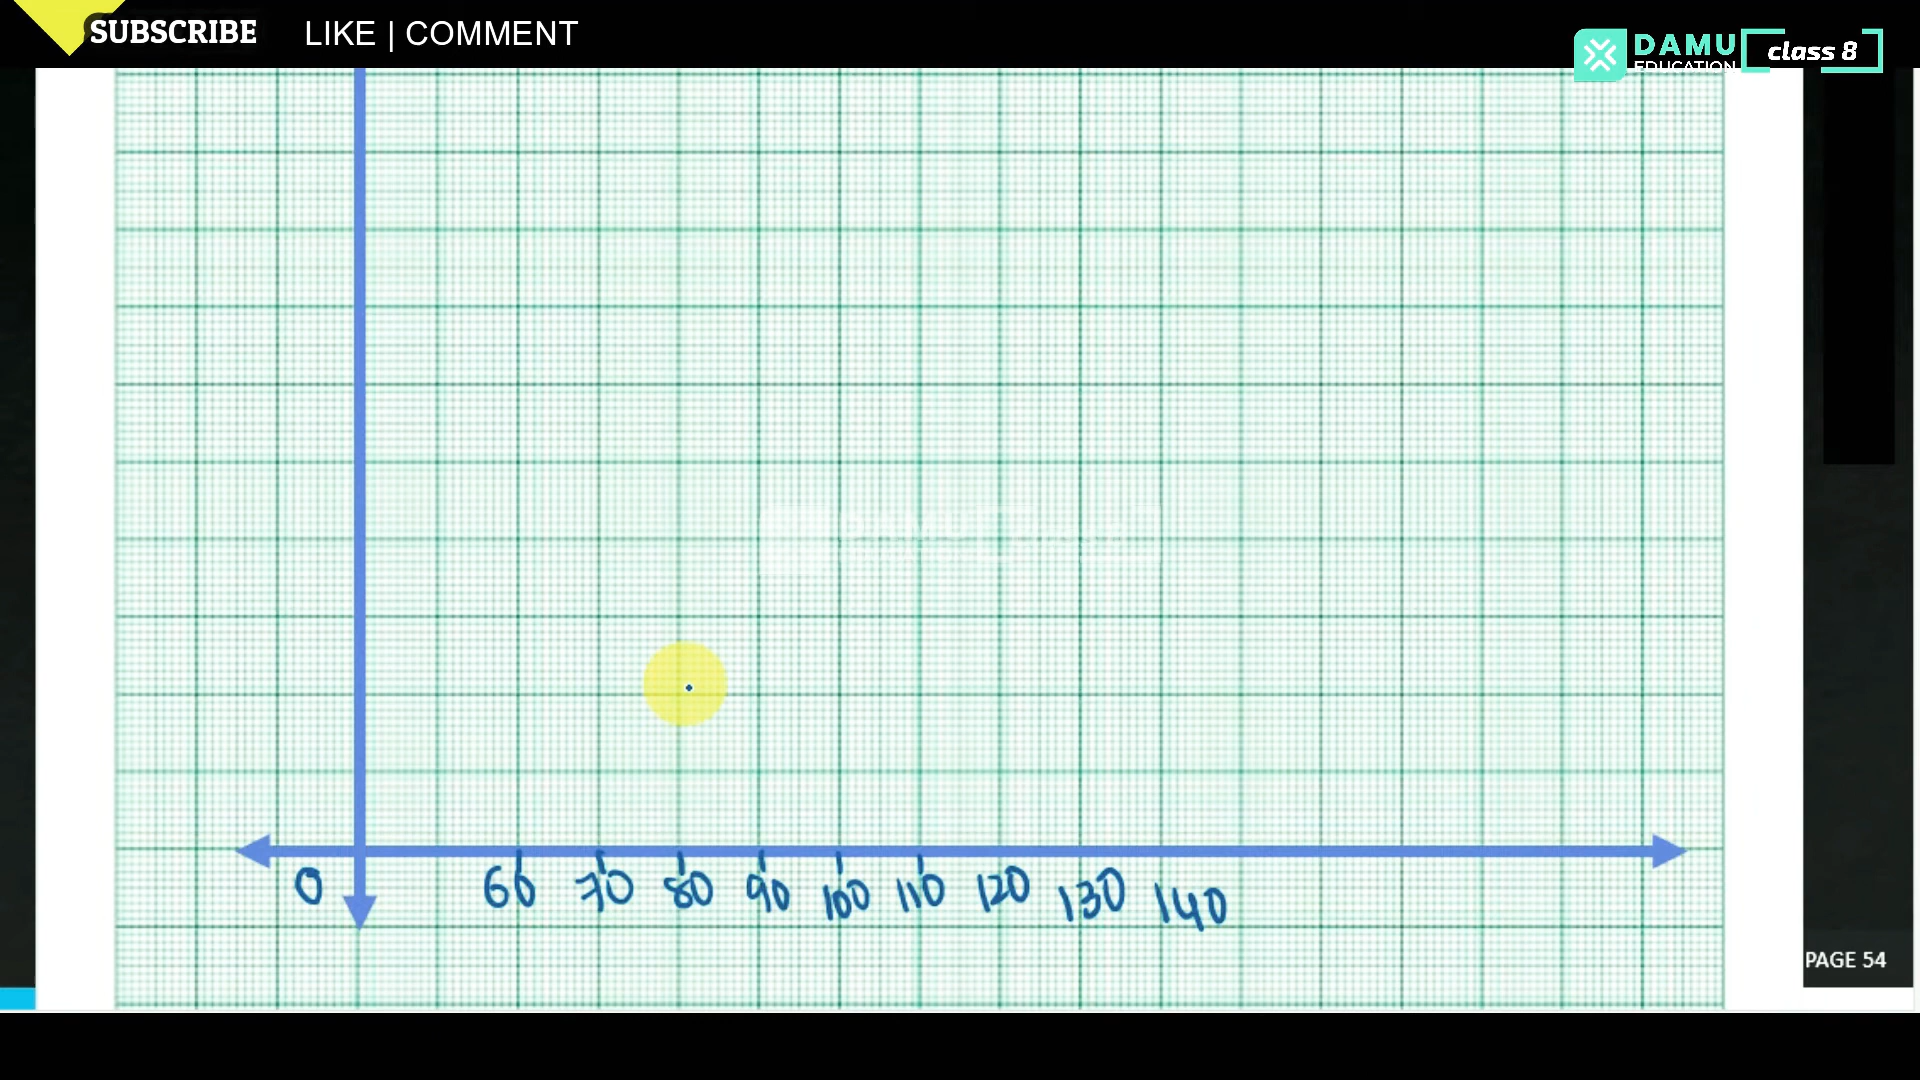 SUBSCRIBE LIKE | COMMENT
DAMU class 8
EDUCATION
0 60 70 80 90 100 110 120 130 140
PAGE 54